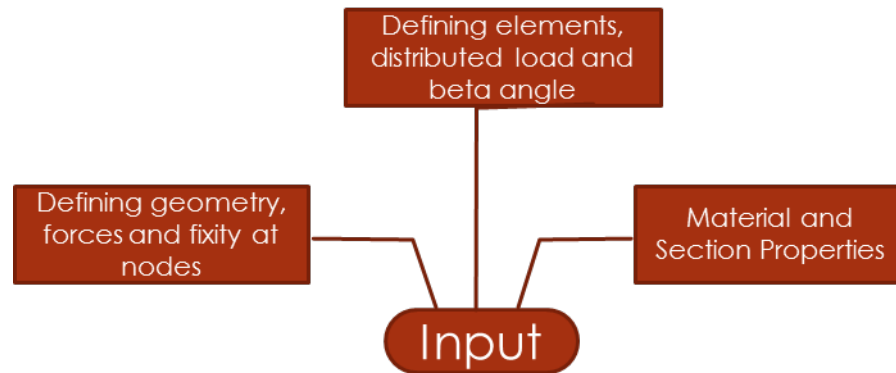 Defining elements,
distributed load and
beta angle
Defining geometry,
forces and fixity at
nodes
Material and
Section Properties
Input